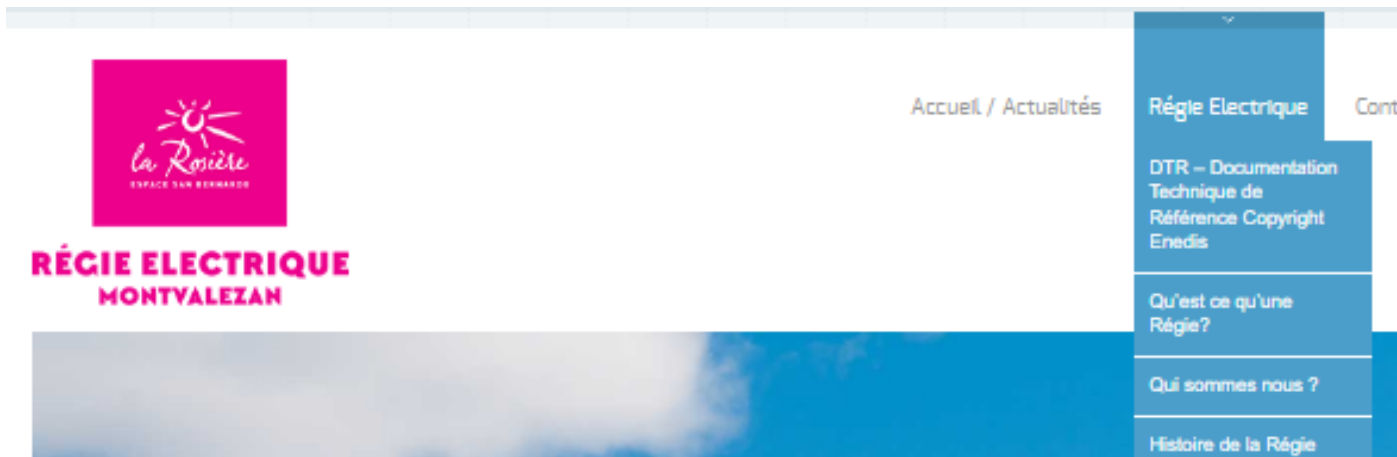 la Rosière
ESPACE SAN BERNARDO
RÉGIE ELECTRIQUE
MONTVALEZAN
Accueil / Actualités
Régie Electrique
Cont
DTR – Documentation
Technique de
Référence Copyright
Enedis
Qu'est ce qu'une
Régie?
Qui sommes nous ?
Histoire de la Régie